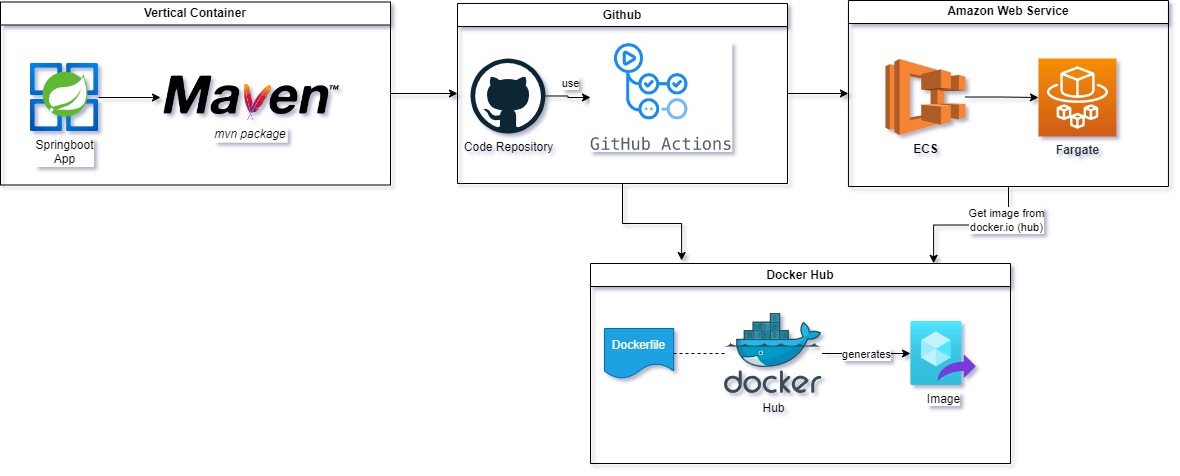 Vertical Container
Springboot
App
Maven™
mvn package
Github
Code Repository
use
GitHub Actions
Amazon Web Service
ECS
Fargate
Get image from
docker.io (hub)
Docker Hub
Dockerfile
docker
Hub
generates
Image